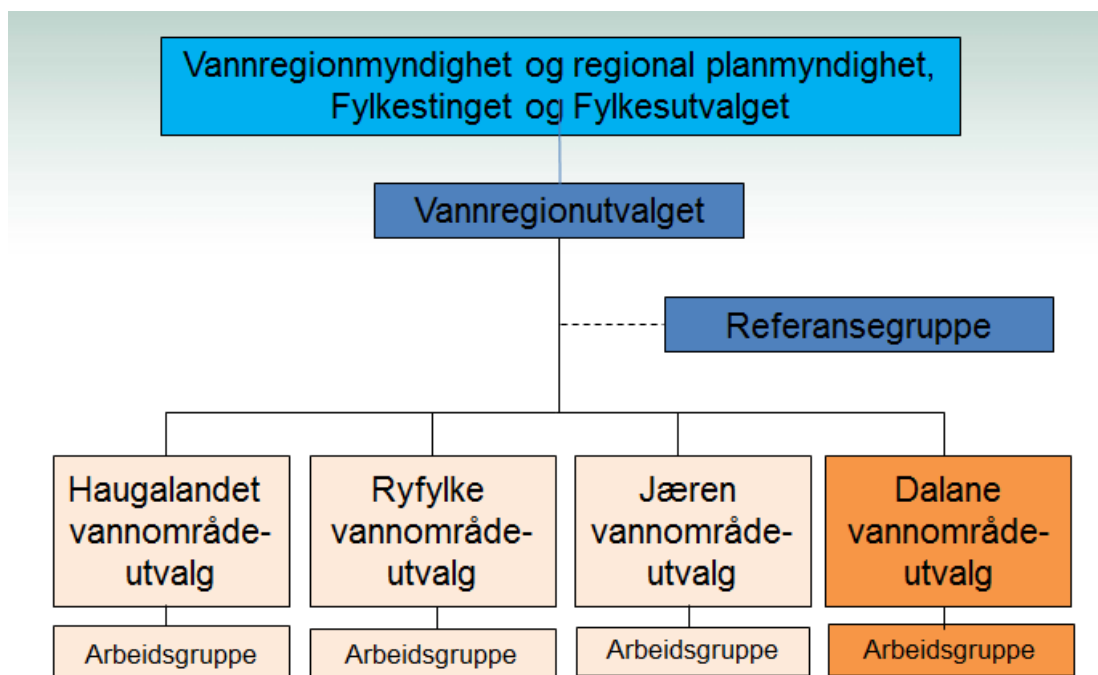 Vannregionmyndighet og regional planmyndighet,
Fylkestinget og Fylkesutvalget
Vannregionutvalget
Referansegruppe
Haugalandet
vannområde-
utvalg
Ryfylke
vannområde-
utvalg
Jæren
vannområde-
utvalg
Dalane
vannområde-
utvalg
Arbeidsgruppe
Arbeidsgruppe
Arbeidsgruppe
Arbeidsgruppe